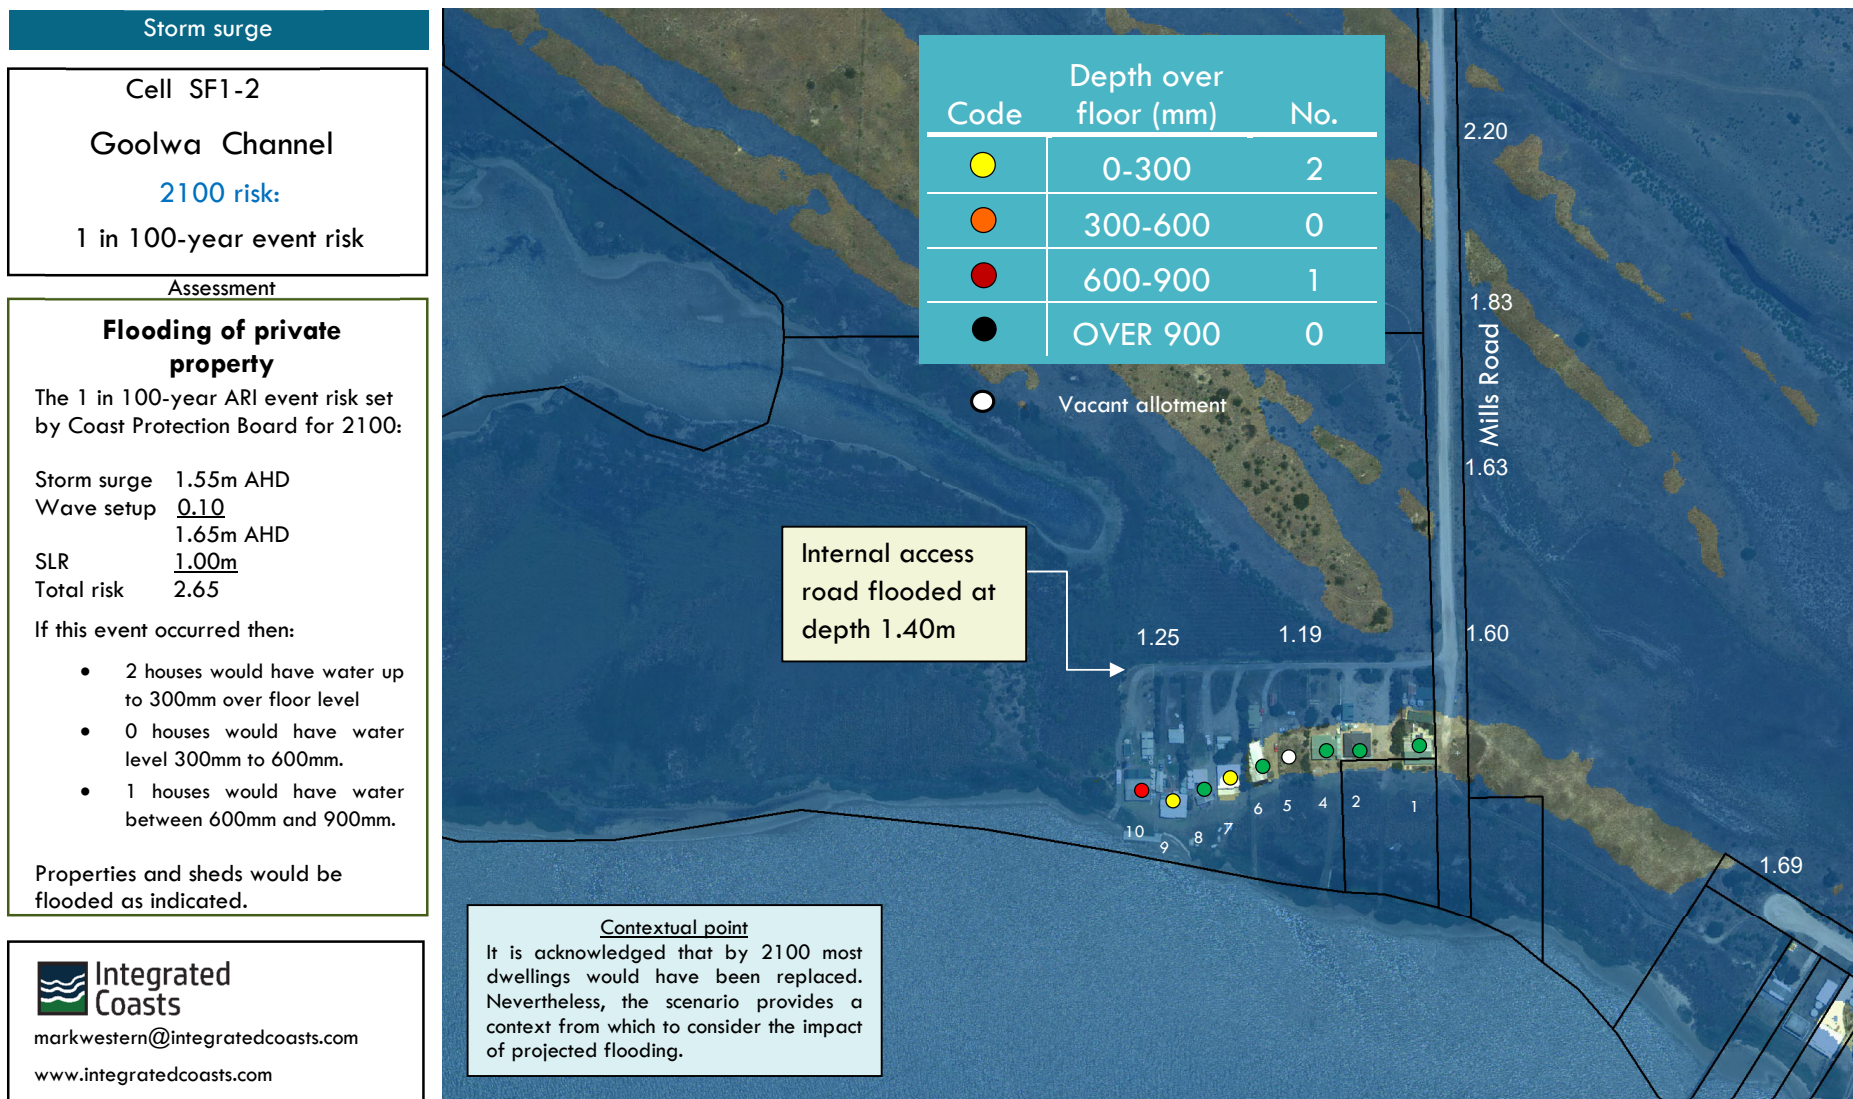 Storm surge
Cell SF1-2
Goolwa Channel
2100 risk:
1 in 100-year event risk
Assessment
Flooding of private
property
The 1 in 100-year ARI event risk set
by Coast Protection Board for 2100:
Storm surge 1.55m AHD
Wave setup 0.10
1.65m AHD
SLR 1.00m
Total risk 2.65
If this event occurred then:
• 2 houses would have water up
to 300mm over floor level
• 0 houses would have water
level 300mm to 600mm.
• 1 houses would have water
between 600mm and 900mm.
Properties and sheds would be
flooded as indicated.
Integrated
Coasts
markwestern@integratedcoasts.com
www.integratedcoasts.com
Code Depth over
floor (mm) No.
0-300 2
300-600 0
600-900 1
OVER 900 0
Vacant allotment
2.20
1.83
Mills Road
1.63
1.60
Internal access
road flooded at
depth 1.40m
1.25
1.19
10
9
8
7
6
5
4
2
1
1.69
Contextual point
It is acknowledged that by 2100 most
dwellings would have been replaced.
Nevertheless, the scenario provides a
context from which to consider the impact
of projected flooding.